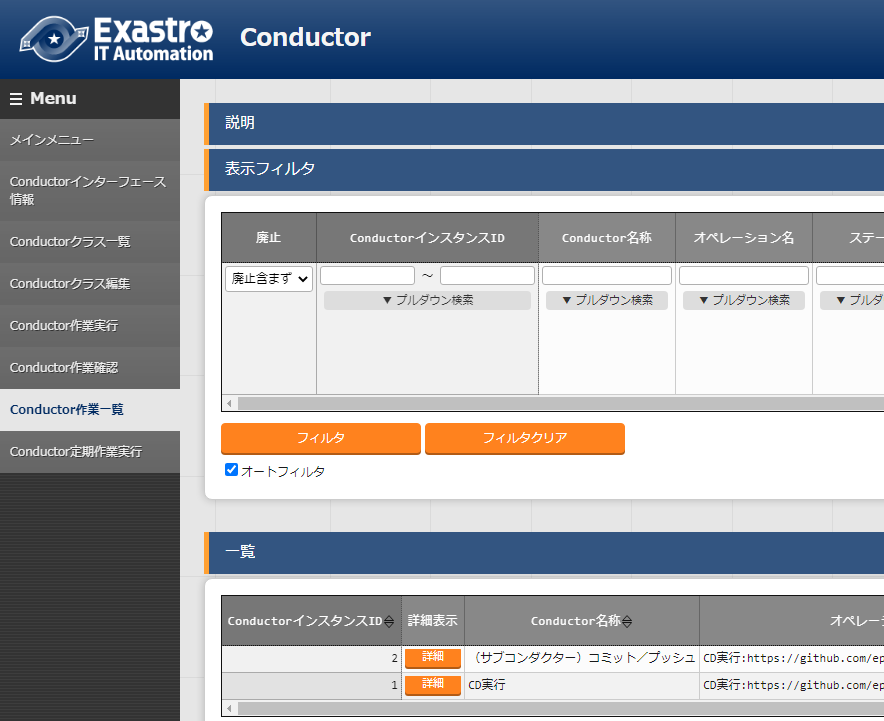 Exastro
IT Automation
Conductor
Menu
メインメニュー
Conductorインターフェース
情報
Conductorクラス一覧
Conductorクラス編集
Conductor作業実行
Conductor作業確認
Conductor作業一覧
Conductor定期作業実行
説明
表示フィルタ
廃止 ConductorインスタンスID Conductor名称 オペレーション名 ステー
廃止含まず ～
▼ プルダウン検索 ▼ プルダウン検索 ▼ プルダウン検索 ▼ プルダ
フィルタ フィルタクリア
オートフィルタ
一覧
ConductorインスタンスID 詳細表示 Conductor名称 オペレー
2 詳細 （サブコンダクター）コミット／プッシュ CD実行:https://github.com/ep
1 詳細 CD実行 CD実行:https://github.com/ep